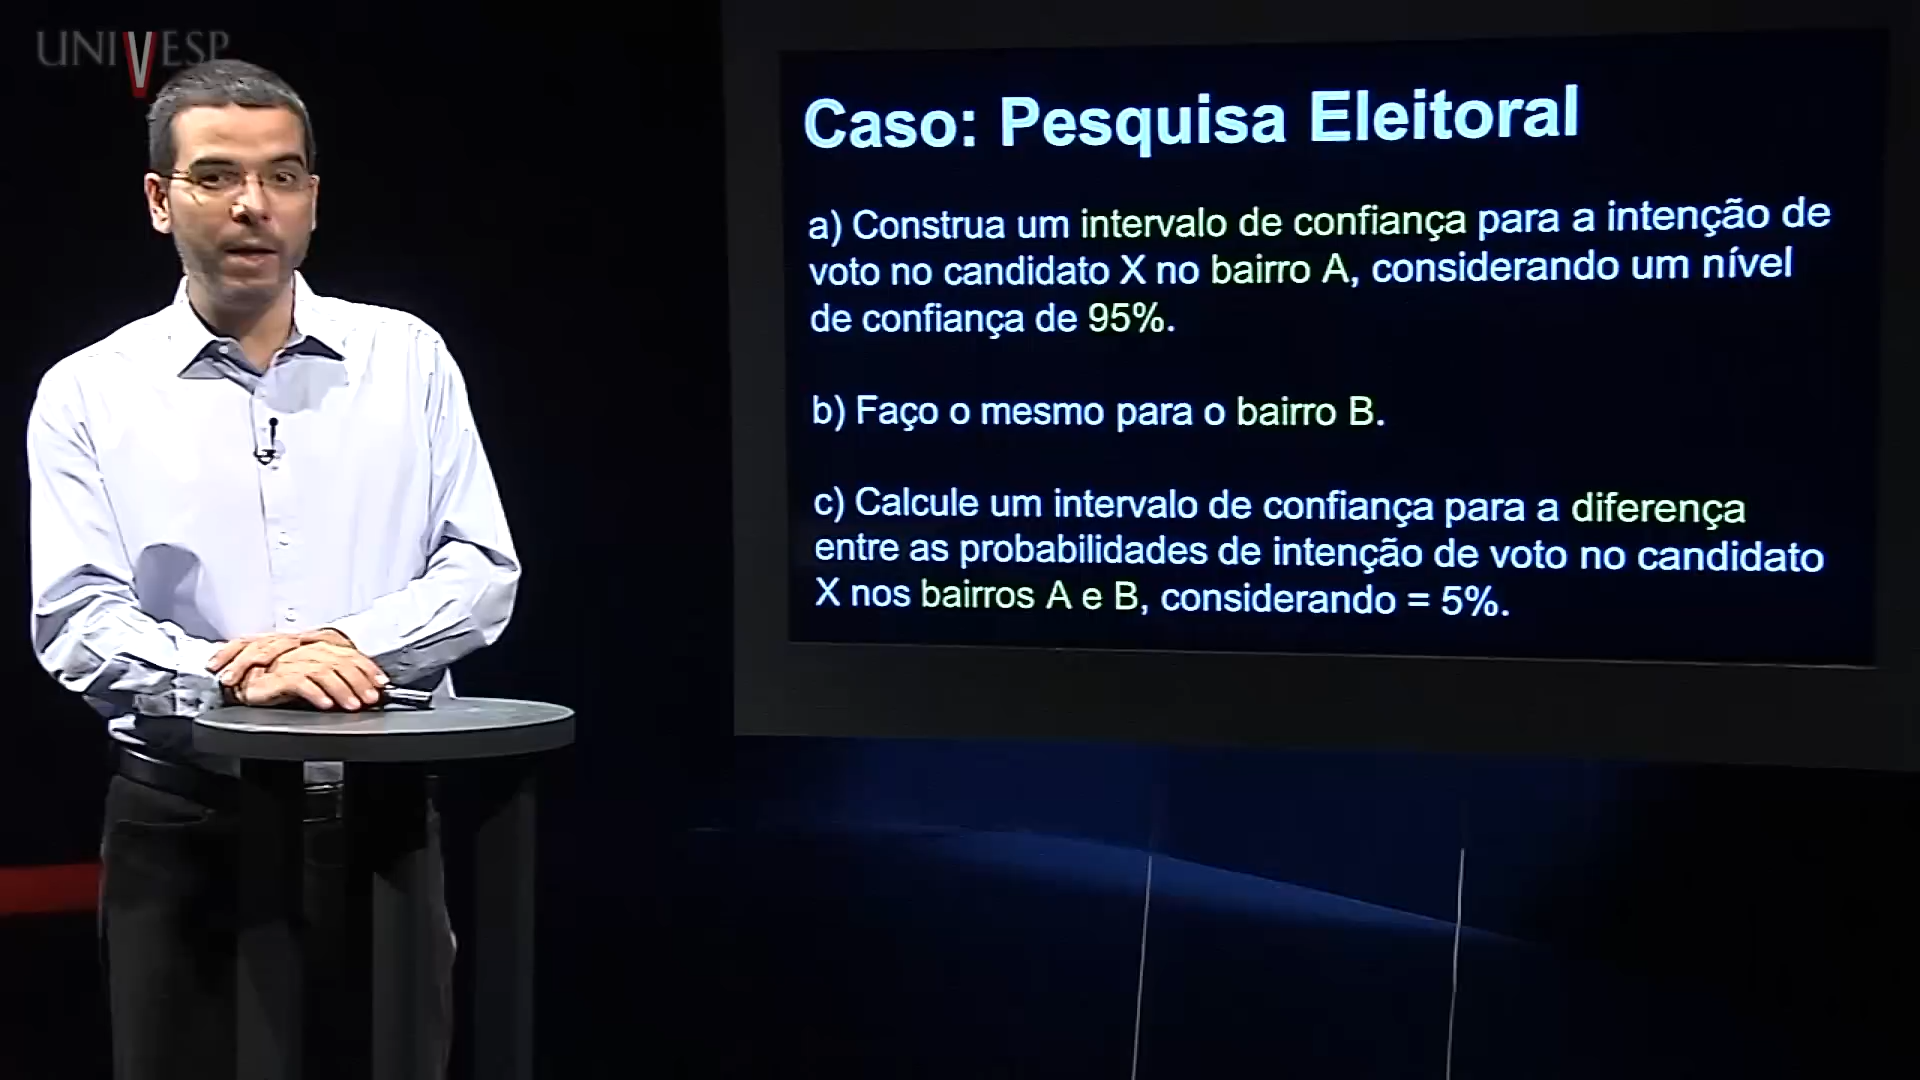 UNIVESP
Caso: Pesquisa Eleitoral
a) Construa um intervalo de confiança para a intenção de
voto no candidato X no bairro A, considerando um nível
de confiança de 95%.
b) Faço o mesmo para o bairro B.
c) Calcule um intervalo de confiança para a diferença
entre as probabilidades de intenção de voto no candidato
X nos bairros A e B, considerando = 5%.